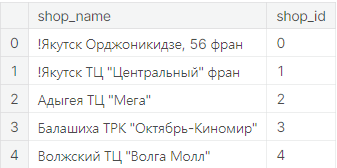 shop_name shop_id
0 !Якутск Орджоникидзе, 56 фран 0
1 !Якутск ТЦ "Центральный" фран 1
2 Адыгея ТЦ "Мега" 2
3 Балашиха ТРК "Октябрь-Киномир" 3
4 Волжский ТЦ "Волга Молл" 4